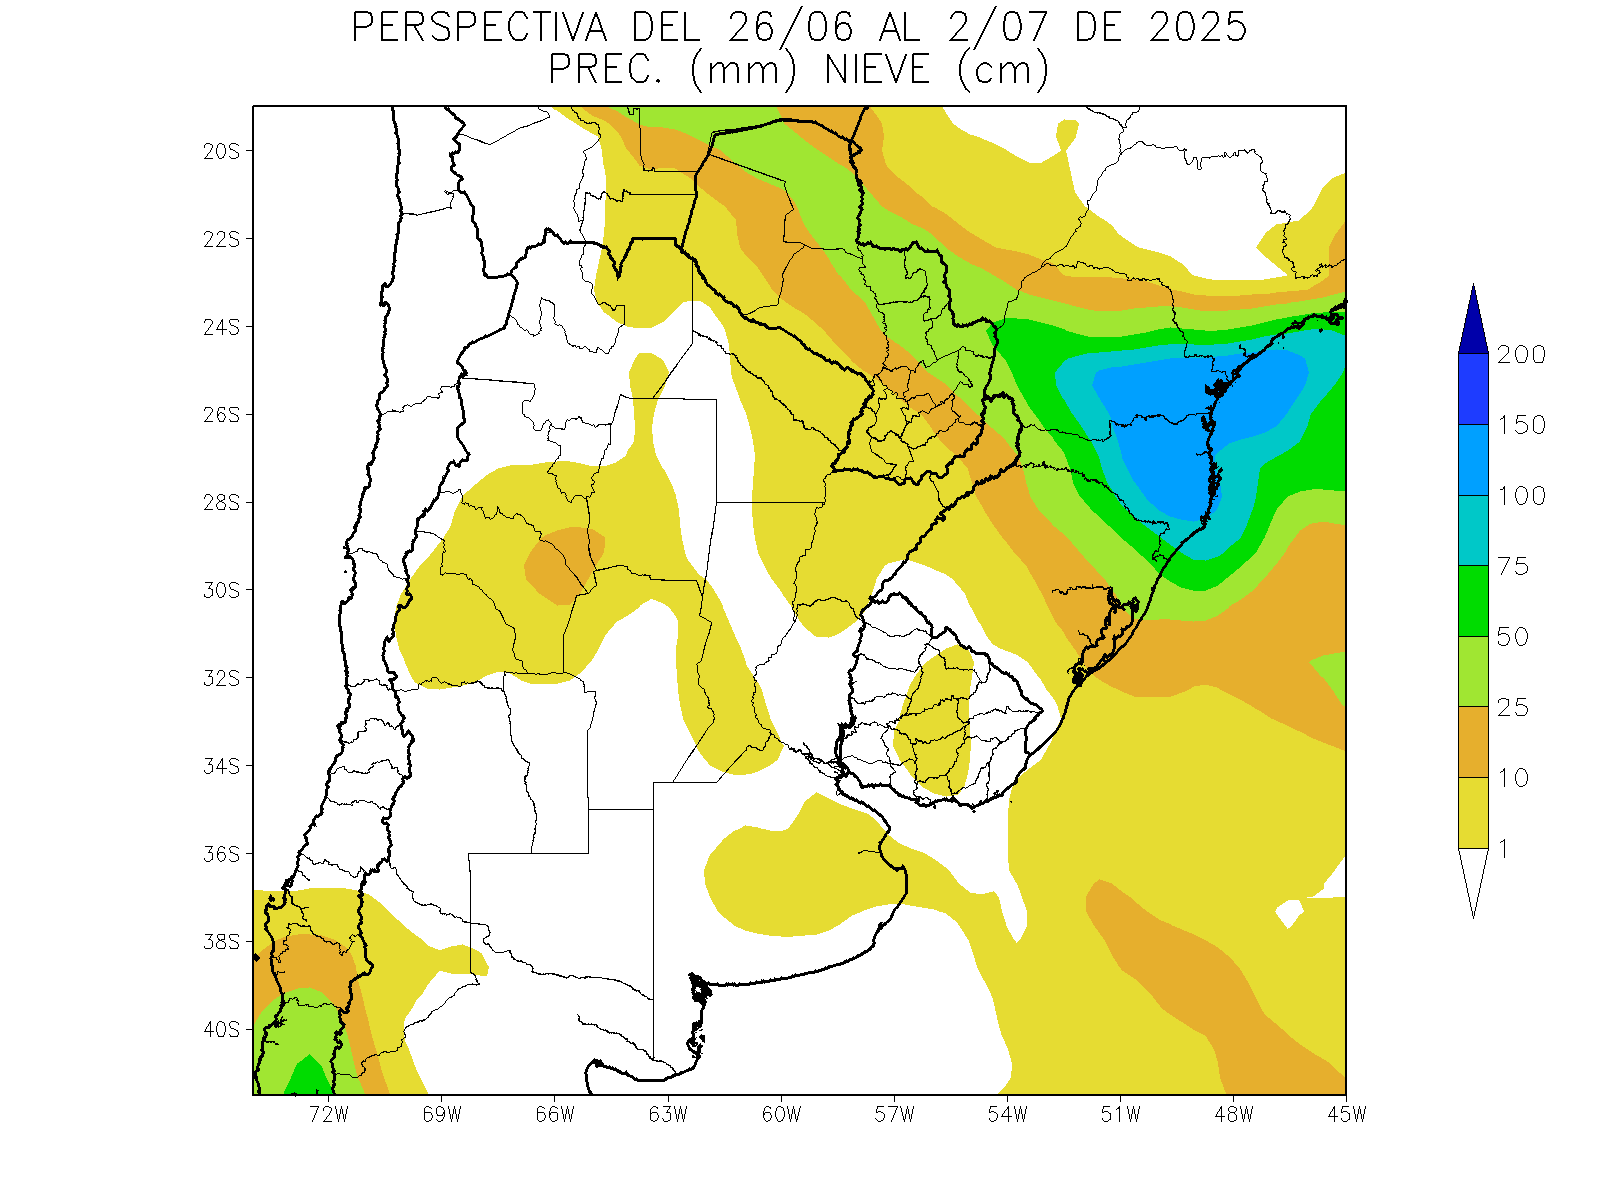 PERSPECTIVA DEL 26/06 AL 2/07 DE 2025
PREC. (mm) NIEVE (cm)
20S
22S
24S
26S
28S
30S
32S
34S
36S
38S
40S
72W 69W 66W 63W 60W 57W 54W 51W 48W 45W
200
150
100
75
50
25
10
1